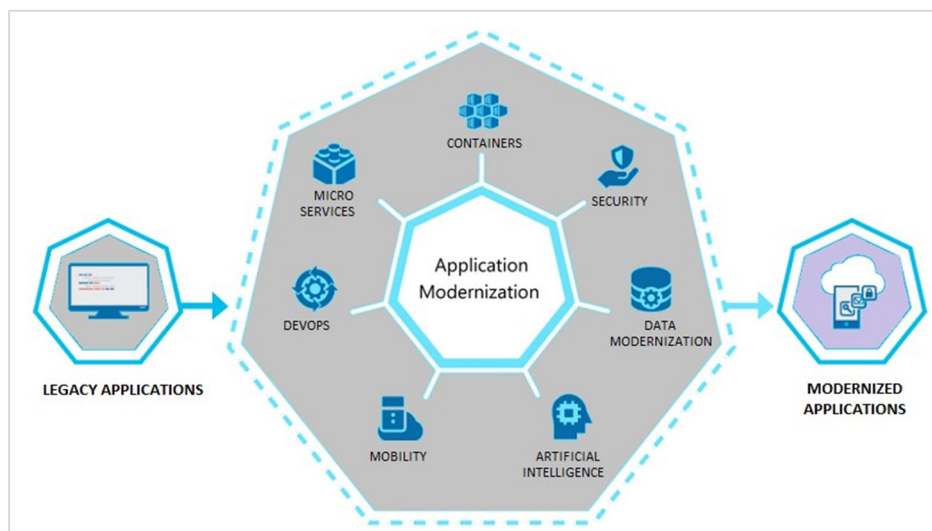 CONTAINERS
MICRO
SERVICES
SECURITY
Application
Modernization
DEVOPS
DATA
MODERNIZATION
LEGACY APPLICATIONS
MODERNIZED
APPLICATIONS
MOBILITY
ARTIFICIAL
INTELLIGENCE